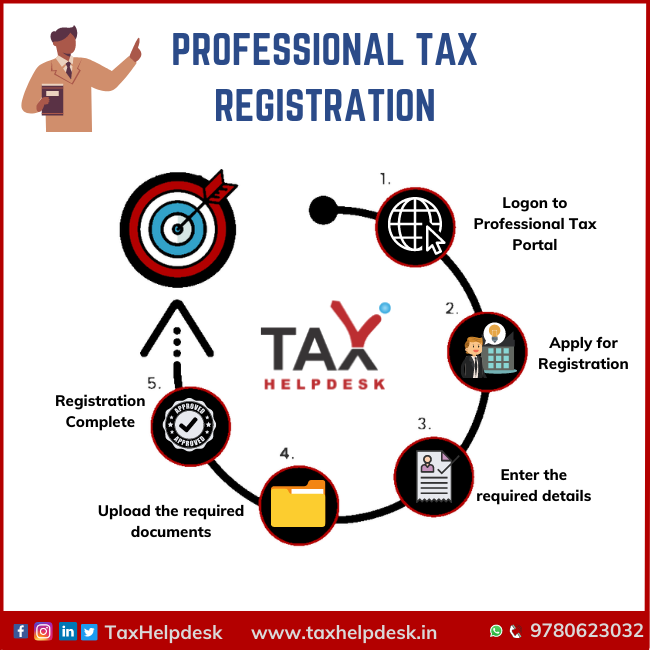 PROFESSIONAL TAX
REGISTRATION
1.
Logon to
Professional Tax
Portal
2.
Apply for
Registration
3.
Enter the
required details
4.
Upload the required
documents
5.
Registration
Complete
APPROVED
APPROVED
TAX
HELPDESK
TaxHelpdesk www.taxhelpdesk.in 9780623032